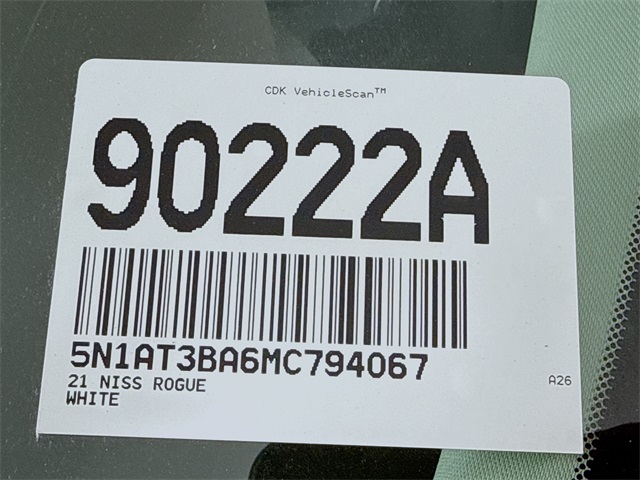 CDK VehicleScan™
90222A
5N1AT3BA6MC794067
21 NISS ROGUE
A26
WHITE